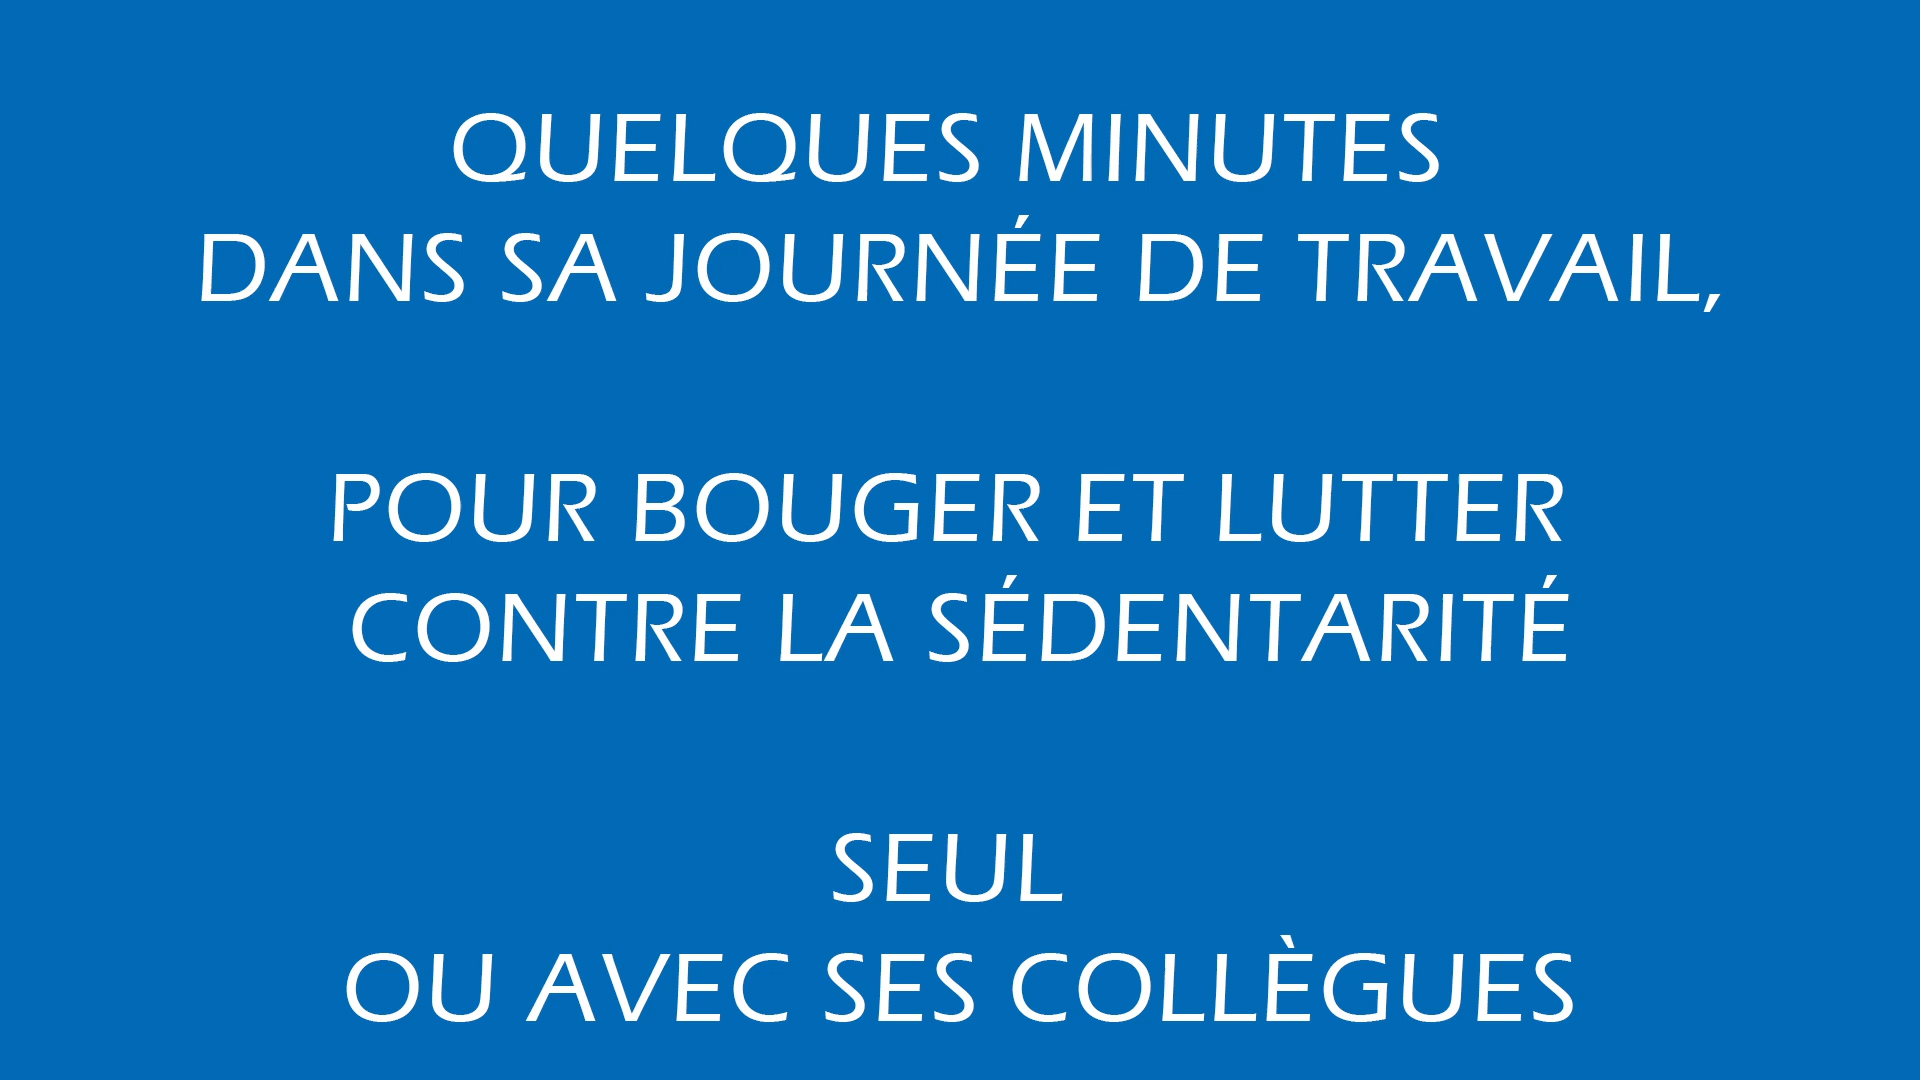 QUELQUES MINUTES
DANS SA JOURNÉE DE TRAVAIL,
POUR BOUGER ET LUTTER
CONTRE LA SÉDENTARITÉ
SEUL
OU AVEC SES COLLÈGUES